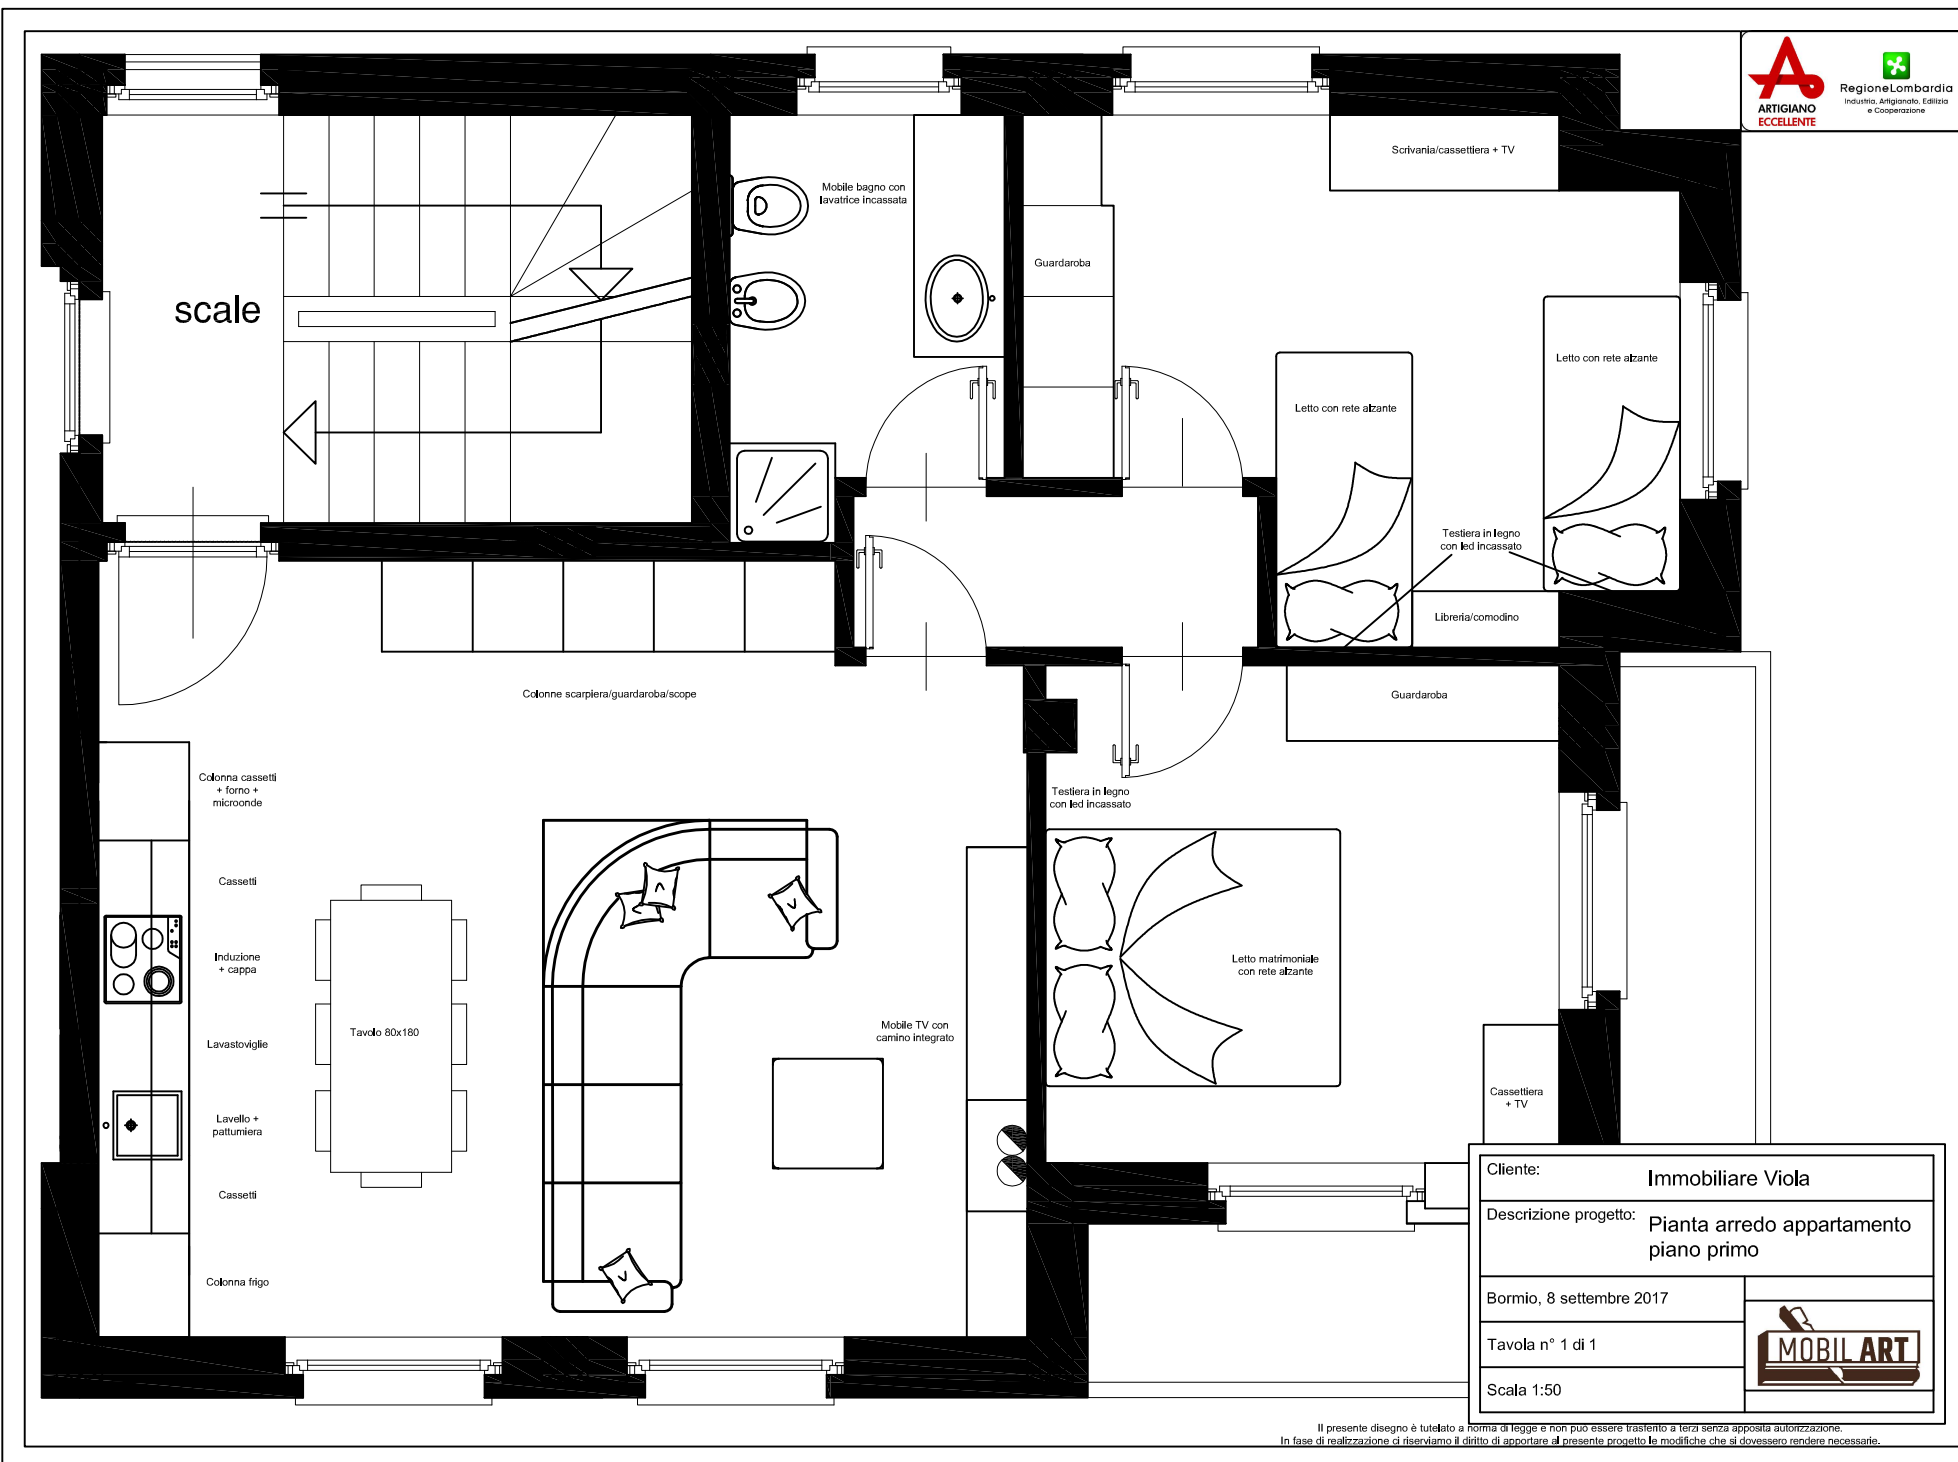 ARTIGIANO
ECCELLENTE
RegioneLombardia
Industria, Artigianato, Edilizia
e Cooperazione
scale
Mobile bagno con
lavatrice incassata
Guardaroba
Scrivania/cassettiera + TV
Letto con rete alzante
Letto con rete alzante
Testiera in legno
con led incassato
Libreria/comodino
Colonne scarpiera/guardaroba/scope
Guardaroba
Colonna cassetti
+ forno +
microonde
Testiera in legno
con led incassato
Cassetti
Induzione
+ cappa
Letto matrimoniale
con rete alzante
Tavolo 80x180
Mobile TV con
camino integrato
Lavastoviglie
Cassettiera
+ TV
Lavello +
pattumiera
Cassetti
Colonna frigo
Cliente:
Immobiliare Viola
Descrizione progetto:
Pianta arredo appartamento
piano primo
Bormio, 8 settembre 2017
Tavola n° 1 di 1
Scala 1:50
MOBIL ART
Il presente disegno è tutelato a norma di legge e non può essere trasferito a terzi senza apposita autorizzazione.
In fase di realizzazione ci riserviamo il diritto di apportare al presente progetto le modifiche che si dovessero rendere necessarie.